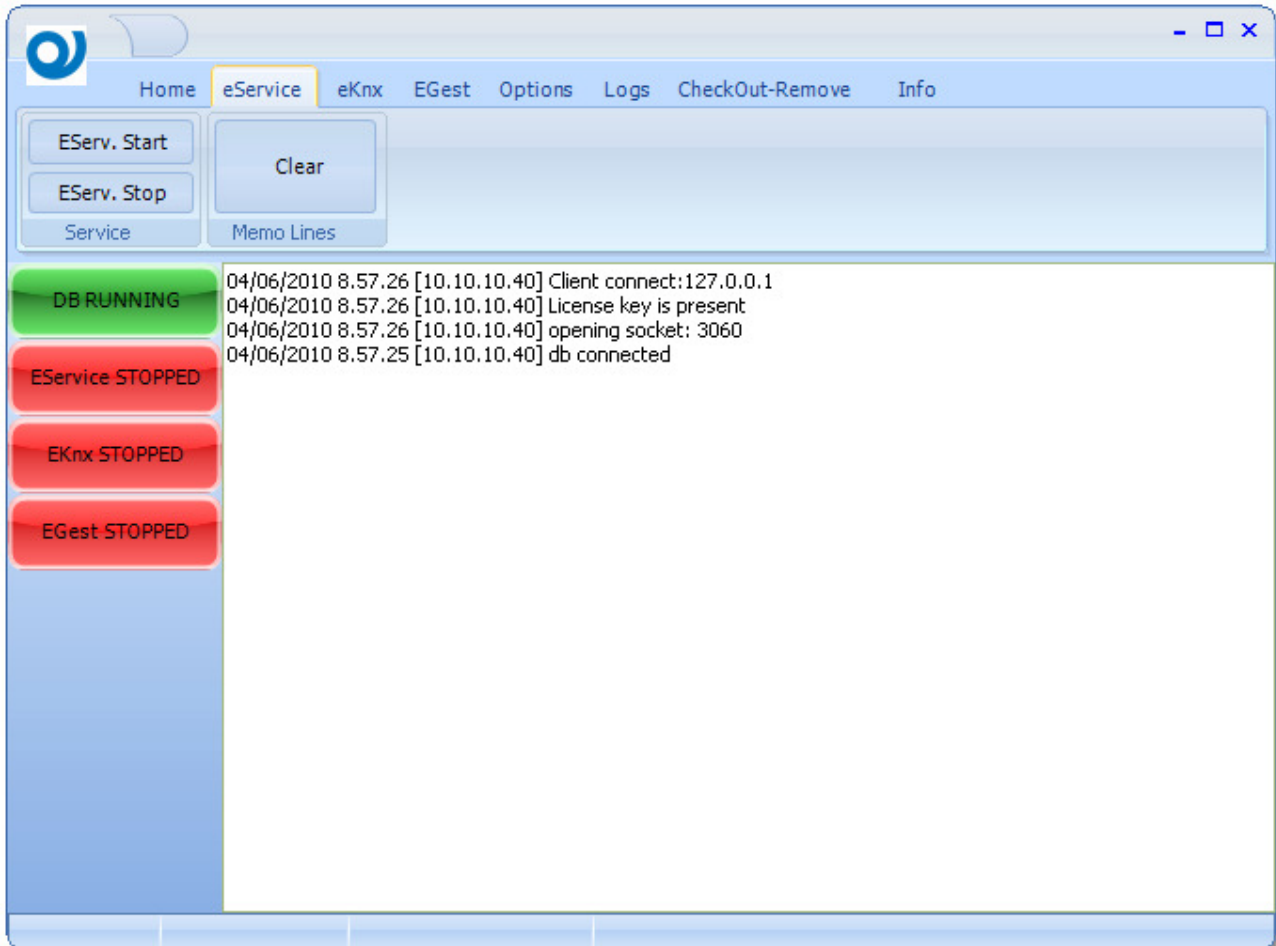 Home eService eKnx EGest Options Logs CheckOut-Remove Info
EServ. Start
EServ. Stop
Service
Clear
Memo Lines
DB RUNNING
EService STOPPED
EKnx STOPPED
EGest STOPPED
04/06/2010 8.57.26 [10.10.10.40] Client connect:127.0.0.1
04/06/2010 8.57.26 [10.10.10.40] License key is present
04/06/2010 8.57.26 [10.10.10.40] opening socket: 3060
04/06/2010 8.57.25 [10.10.10.40] db connected